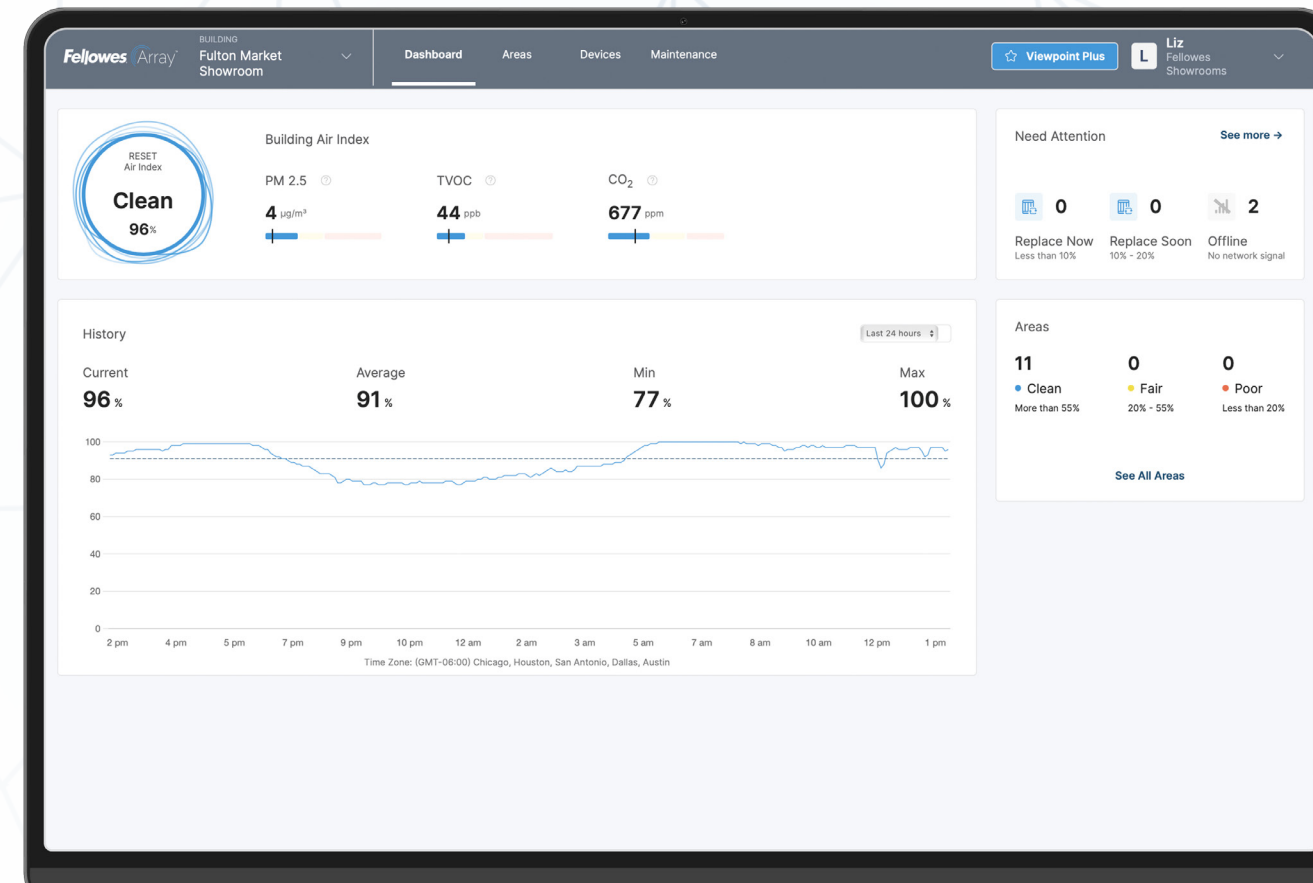 Fellowes Array
BUILDING
Fulton Market
Showroom
Dashboard
Areas
Devices
Maintenance
Viewpoint Plus
L
Liz
Fellowes
Showrooms
RESET
Air Index
Clean
96%
Building Air Index
PM 2.5
4 µg/m³
TVOC
44 ppb
CO₂
677 ppm
Need Attention
See more →
0
Replace Now
Less than 10%
0
Replace Soon
10% - 20%
2
Offline
No network signal
History
Last 24 hours
Current
96 %
Average
91 %
Min
77 %
Max
100 %
100
80
60
40
20
0
2 pm 4 pm 5 pm 7 pm 9 pm 10 pm 12 am 2 am 3 am 5 am 7 am 8 am 10 am 12 pm 1 pm
Time Zone: (GMT-06:00) Chicago, Houston, San Antonio, Dallas, Austin
Areas
11
Clean
More than 55%
0
Fair
20% - 55%
0
Poor
Less than 20%
See All Areas